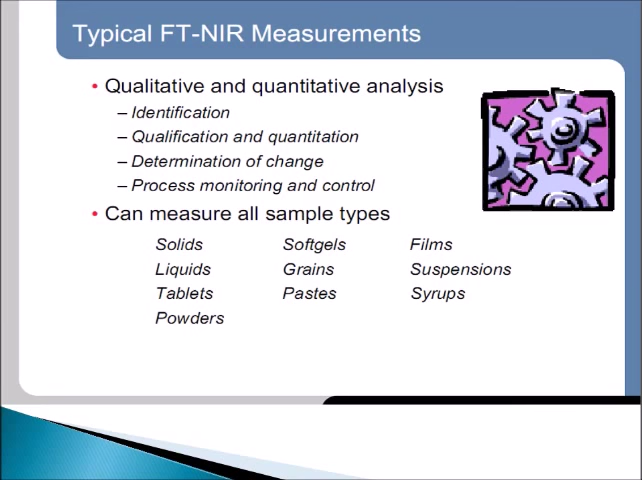 Typical FT-NIR Measurements
• Qualitative and quantitative analysis
– Identification
– Qualification and quantitation
– Determination of change
– Process monitoring and control
• Can measure all sample types
Solids Softgels Films
Liquids Grains Suspensions
Tablets Pastes Syrups
Powders